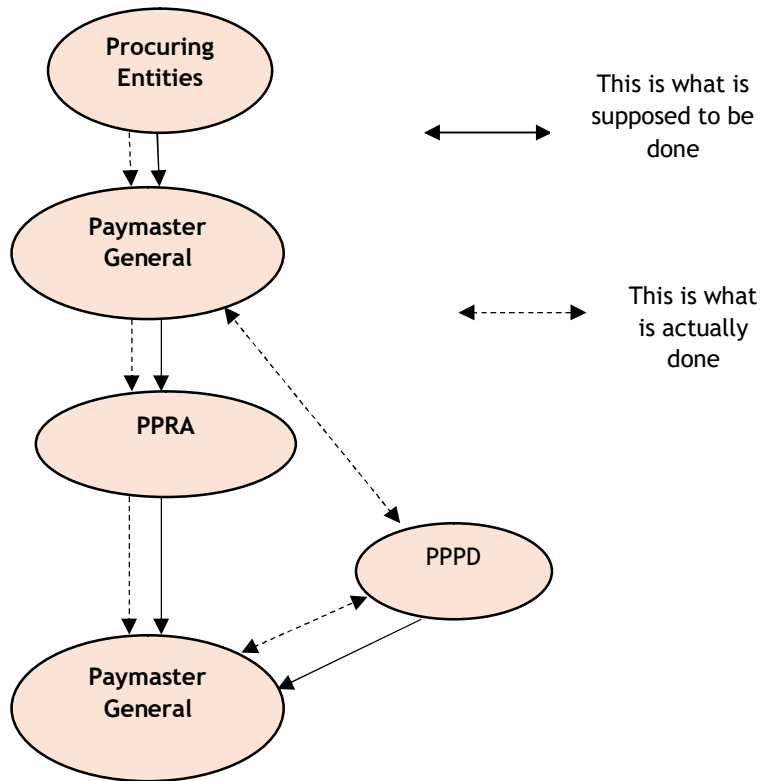 Procuring
Entities
This is what is
supposed to be
done
Paymaster
General
This is what
is actually
done
PPRA
PPPD
Paymaster
General